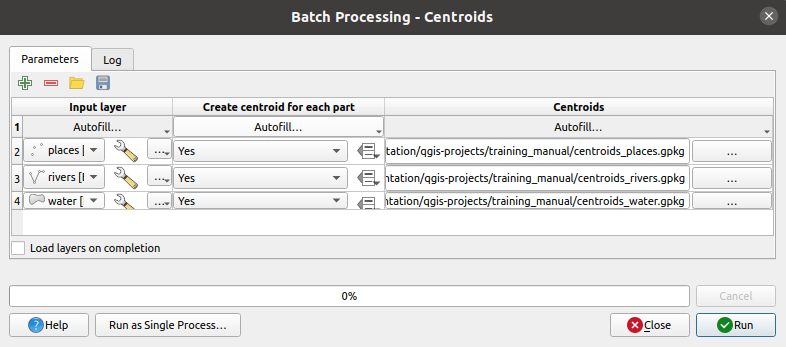 Batch Processing - Centroids
Parameters
Log
Input layer
Create centroid for each part
Centroids
1
Autofill...
Autofill...
Autofill...
2
places [
...
Yes
tation/qgis-projects/training_manual/centroids_places.gpkg
...
3
rivers [
...
Yes
ntation/qgis-projects/training_manual/centroids_rivers.gpkg
...
4
water [
...
Yes
ntation/qgis-projects/training_manual/centroids_water.gpkg
...
Load layers on completion
0%
Cancel
Help
Run as Single Process...
Close
Run